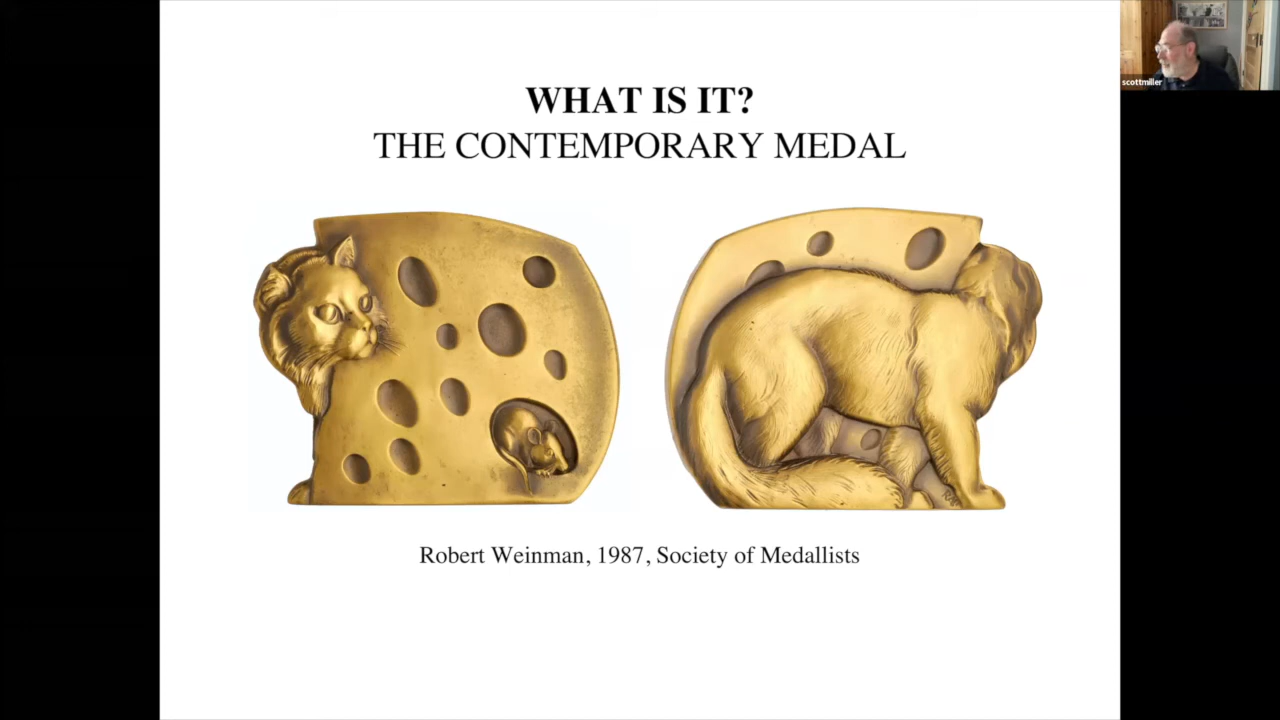 WHAT IS IT?
THE CONTEMPORARY MEDAL
Robert Weinman, 1987, Society of Medallists
scottmiller